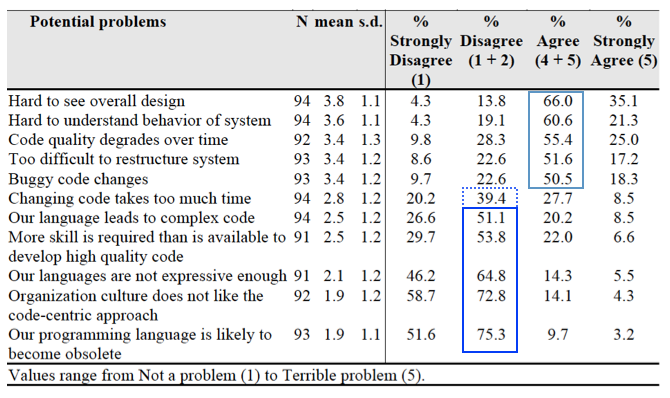 Potential problems N mean s.d. % Strongly Disagree (1) % Disagree (1 + 2) % Agree (4 + 5) % Strongly Agree (5)
Hard to see overall design 94 3.8 1.1 4.3 13.8 66.0 35.1
Hard to understand behavior of system 94 3.6 1.1 4.3 19.1 60.6 21.3
Code quality degrades over time 92 3.4 1.3 9.8 28.3 55.4 25.0
Too difficult to restructure system 93 3.4 1.2 8.6 22.6 51.6 17.2
Buggy code changes 93 3.4 1.2 9.7 22.6 50.5 18.3
Changing code takes too much time 94 2.8 1.2 20.2 39.4 27.7 8.5
Our language leads to complex code 94 2.5 1.2 26.6 51.1 20.2 8.5
More skill is required than is available to 91 2.5 1.2 29.7 53.8 22.0 6.6
develop high quality code
Our languages are not expressive enough 91 2.1 1.2 46.2 64.8 14.3 5.5
Organization culture does not like the 92 1.9 1.2 58.7 72.8 14.1 4.3
code-centric approach
Our programming language is likely to 93 1.9 1.1 51.6 75.3 9.7 3.2
become obsolete
Values range from Not a problem (1) to Terrible problem (5).